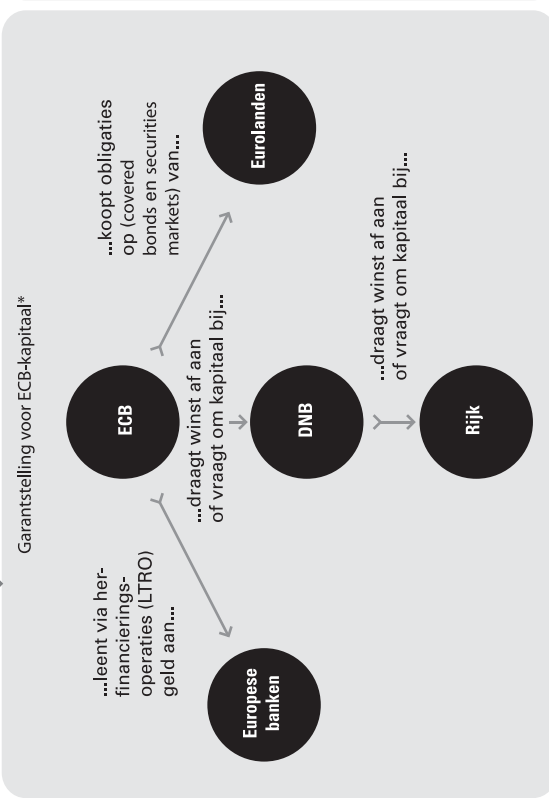 Garantstelling voor ECB-kapitaal*
...leent via her-
financierings-
operaties (LTRO)
geld aan...
...koopt obligaties
op (covered
bonds en securities
markets) van...
ECB
Europese
banken
Eurolanden
...draagt winst af aan
of vraagt om kapitaal bij...
DNB
...draagt winst af aan
of vraagt om kapitaal bij...
Rijk